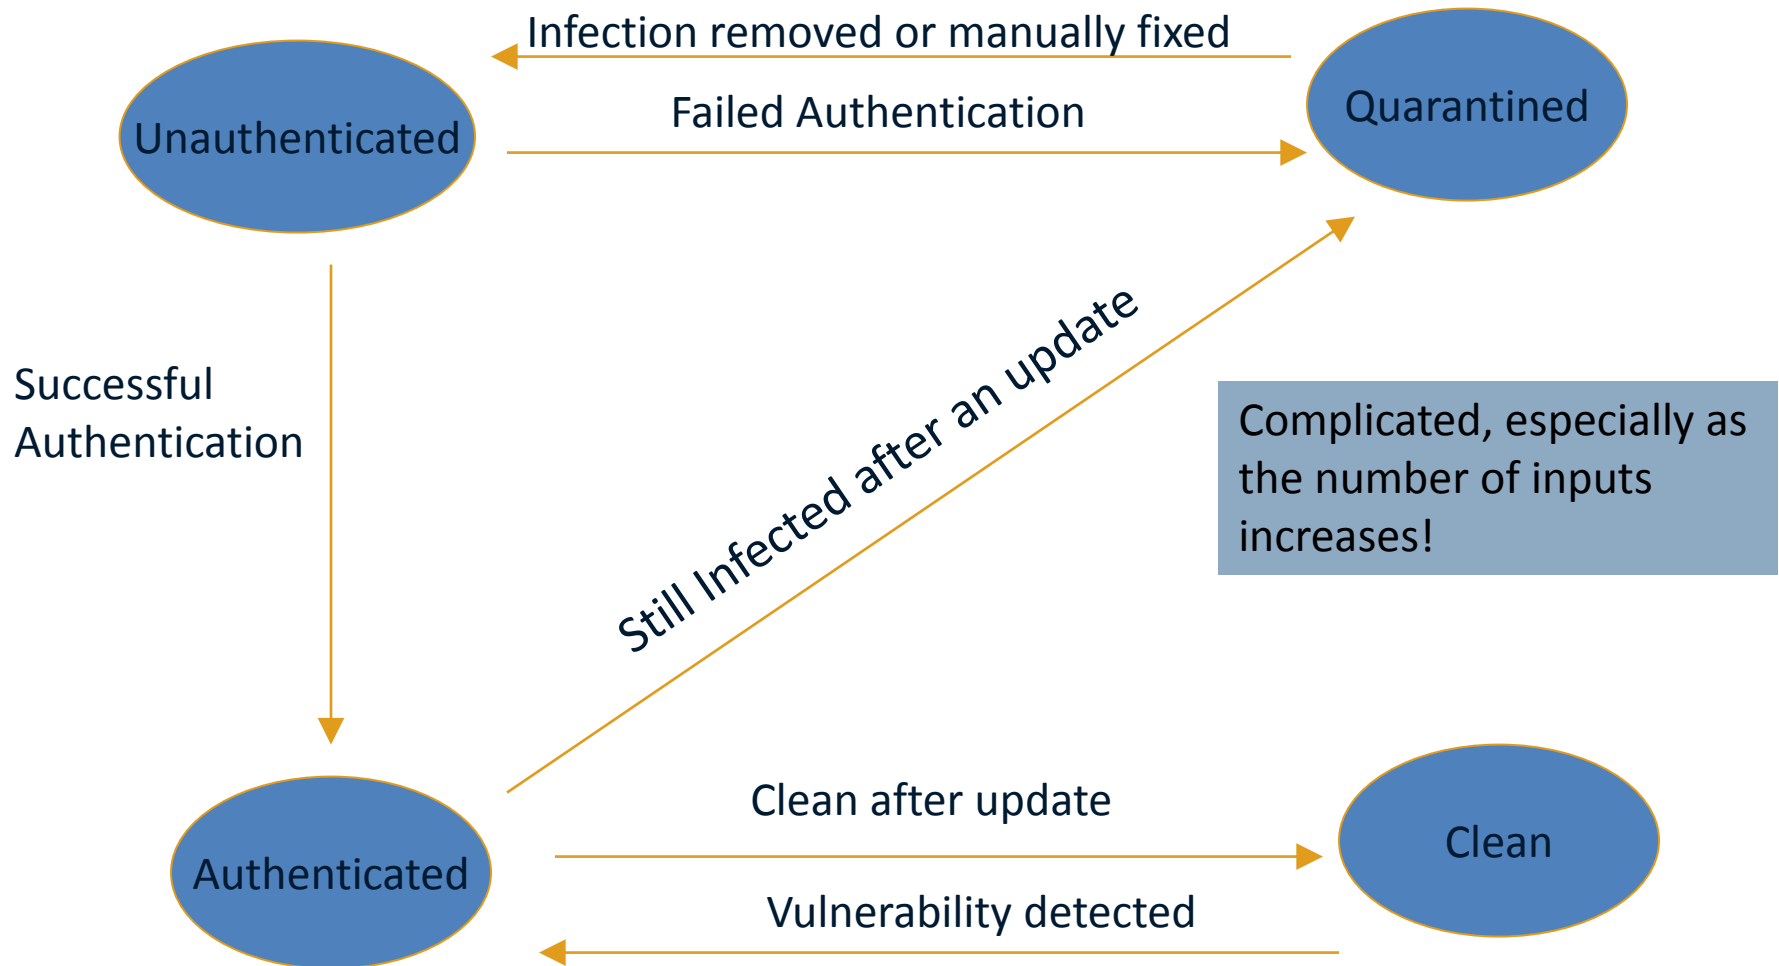 Infection removed or manually fixed
Unauthenticated
Failed Authentication
Quarantined
Successful
Authentication
Still Infected after an update
Complicated, especially as
the number of inputs
increases!
Clean after update
Authenticated
Clean
Vulnerability detected